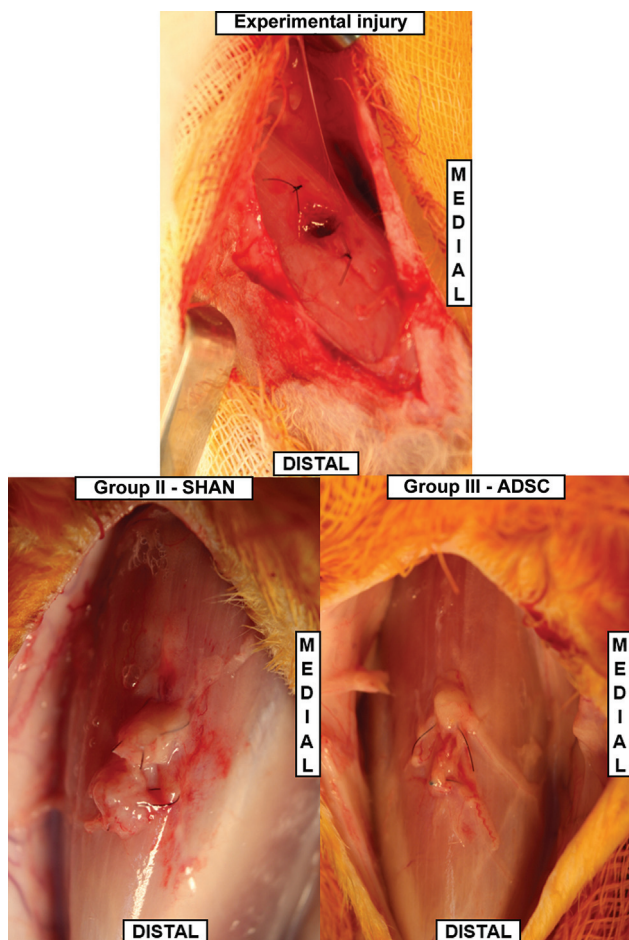 Experimental injury
MEDIAL
DISTAL
Group II - SHAN
Group III - ADSC
MEDIAL
MEDIAL
DISTAL
DISTAL